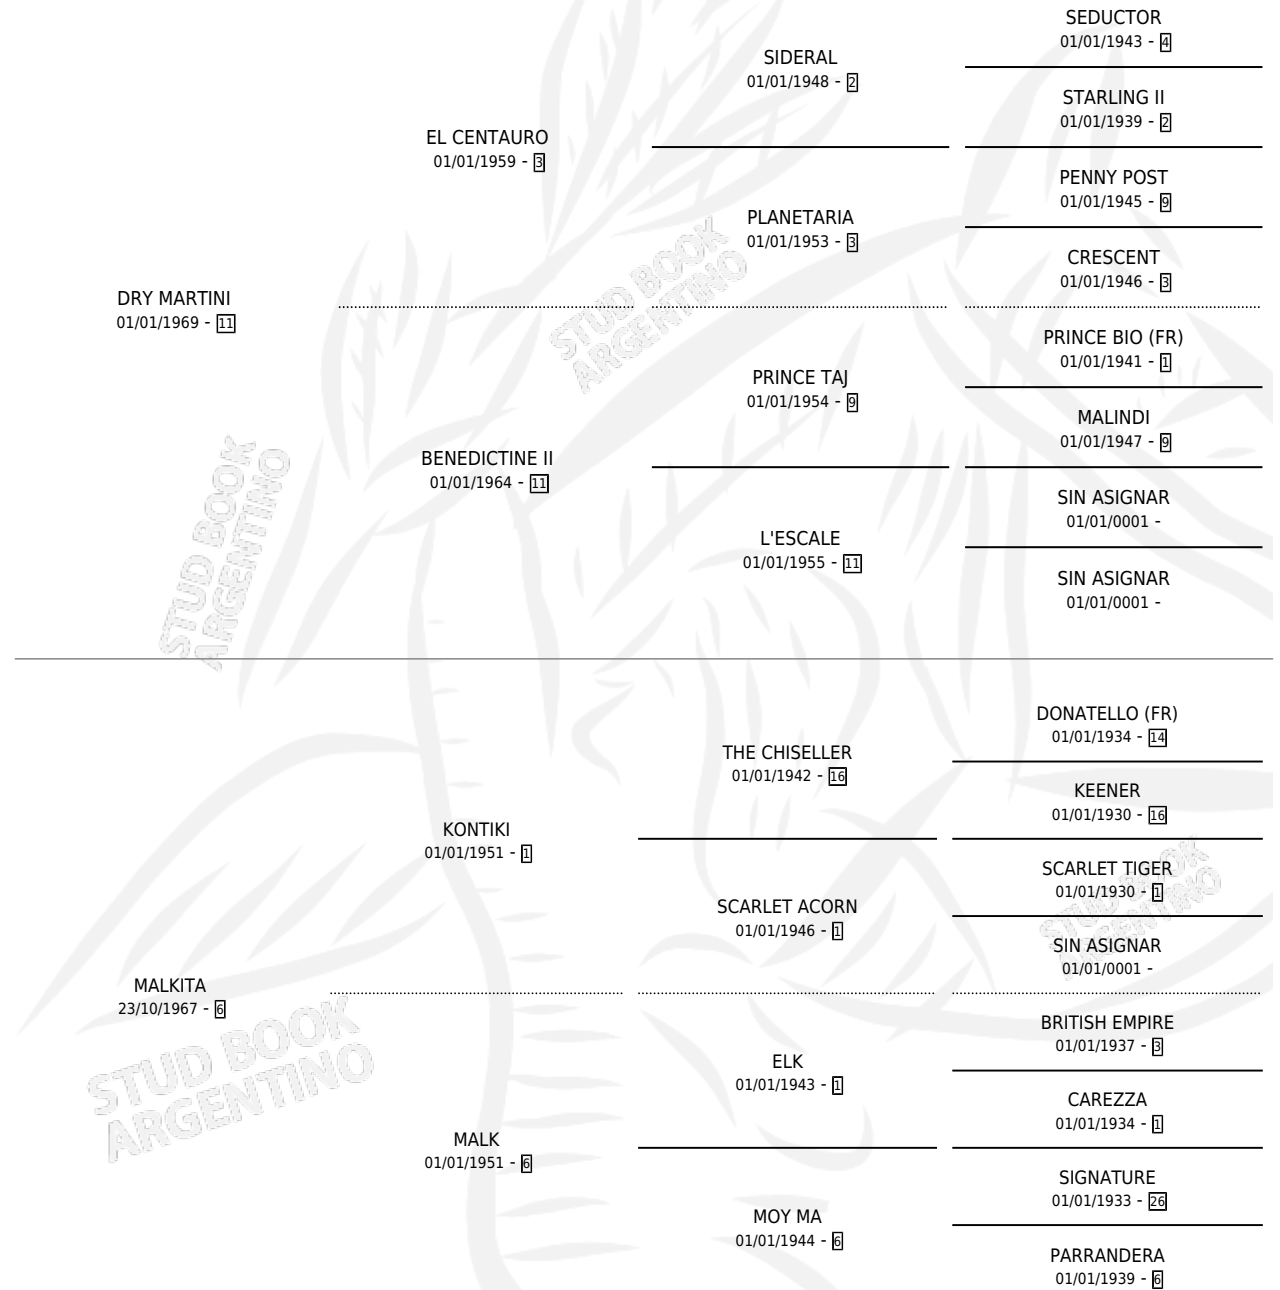 SEDUCTOR
01/01/1943 - 4
SIDERAL
01/01/1948 - 2
STARLING II
01/01/1939 - 2
EL CENTAURO
01/01/1959 - 3
PENNY POST
01/01/1945 - 9
PLANETARIA
01/01/1953 - 3
CRESCENT
01/01/1946 - 3
DRY MARTINI
01/01/1969 - 11
PRINCE BIO (FR)
01/01/1941 - 1
PRINCE TAJ
01/01/1954 - 9
MALINDI
01/01/1947 - 9
BENEDICTINE II
01/01/1964 - 11
SIN ASIGNAR
01/01/0001 -
L'ESCALE
01/01/1955 - 11
SIN ASIGNAR
01/01/0001 -
DONATELLO (FR)
01/01/1934 - 14
THE CHISELLER
01/01/1942 - 16
KEENER
01/01/1930 - 16
KONTIKI
01/01/1951 - 1
SCARLET TIGER
01/01/1930 - 1
SCARLET ACORN
01/01/1946 - 1
SIN ASIGNAR
01/01/0001 -
MALKITA
23/10/1967 - 6
BRITISH EMPIRE
01/01/1937 - 3
ELK
01/01/1943 - 1
CAREZZA
01/01/1934 - 1
MALK
01/01/1951 - 6
SIGNATURE
01/01/1933 - 26
MOY MA
01/01/1944 - 6
PARRANDERA
01/01/1939 - 6
STUD BOOK
ARGENTINO
STUD BOOK
ARGENTINO
STUD BOOK
ARGENTINO
STUD BOOK
ARGENTINO